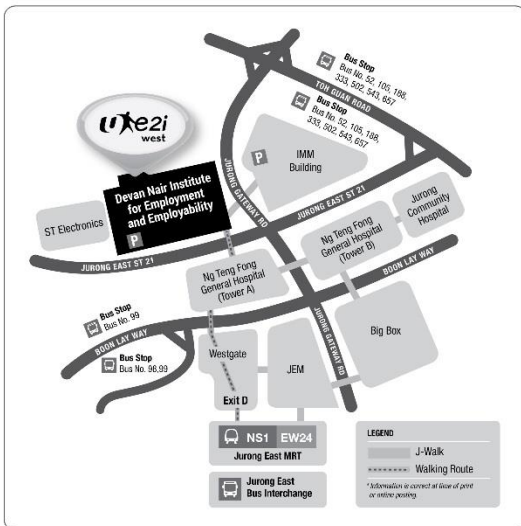 Bus Stop
Bus No. 52, 105, 188,
333, 502, 543, 657
TOH GUAN ROAD
Bus Stop
Bus No. 52, 105, 188,
333, 502, 543, 657
e2i
west
P
IMM
Building
JURONG GATEWAY RD
Devan Nair Institute
for Employment
and Employability
P
ST Electronics
JURONG EAST ST 21
JURONG EAST ST 21
Jurong
Community
Hospital
Ng Teng Fong
General Hospital
(Tower B)
Ng Teng Fong
General Hospital
(Tower A)
BOON LAY WAY
Bus Stop
Bus No. 99
BOON LAY WAY
Bus Stop
Bus No. 98,99
JURONG GATEWAY RD
Big Box
Westgate
JEM
Exit D
NS1 EW24
Jurong East MRT
Jurong East
Bus Interchange
LEGEND
J-Walk
Walking Route
* Information is correct at time of print
or online posting.